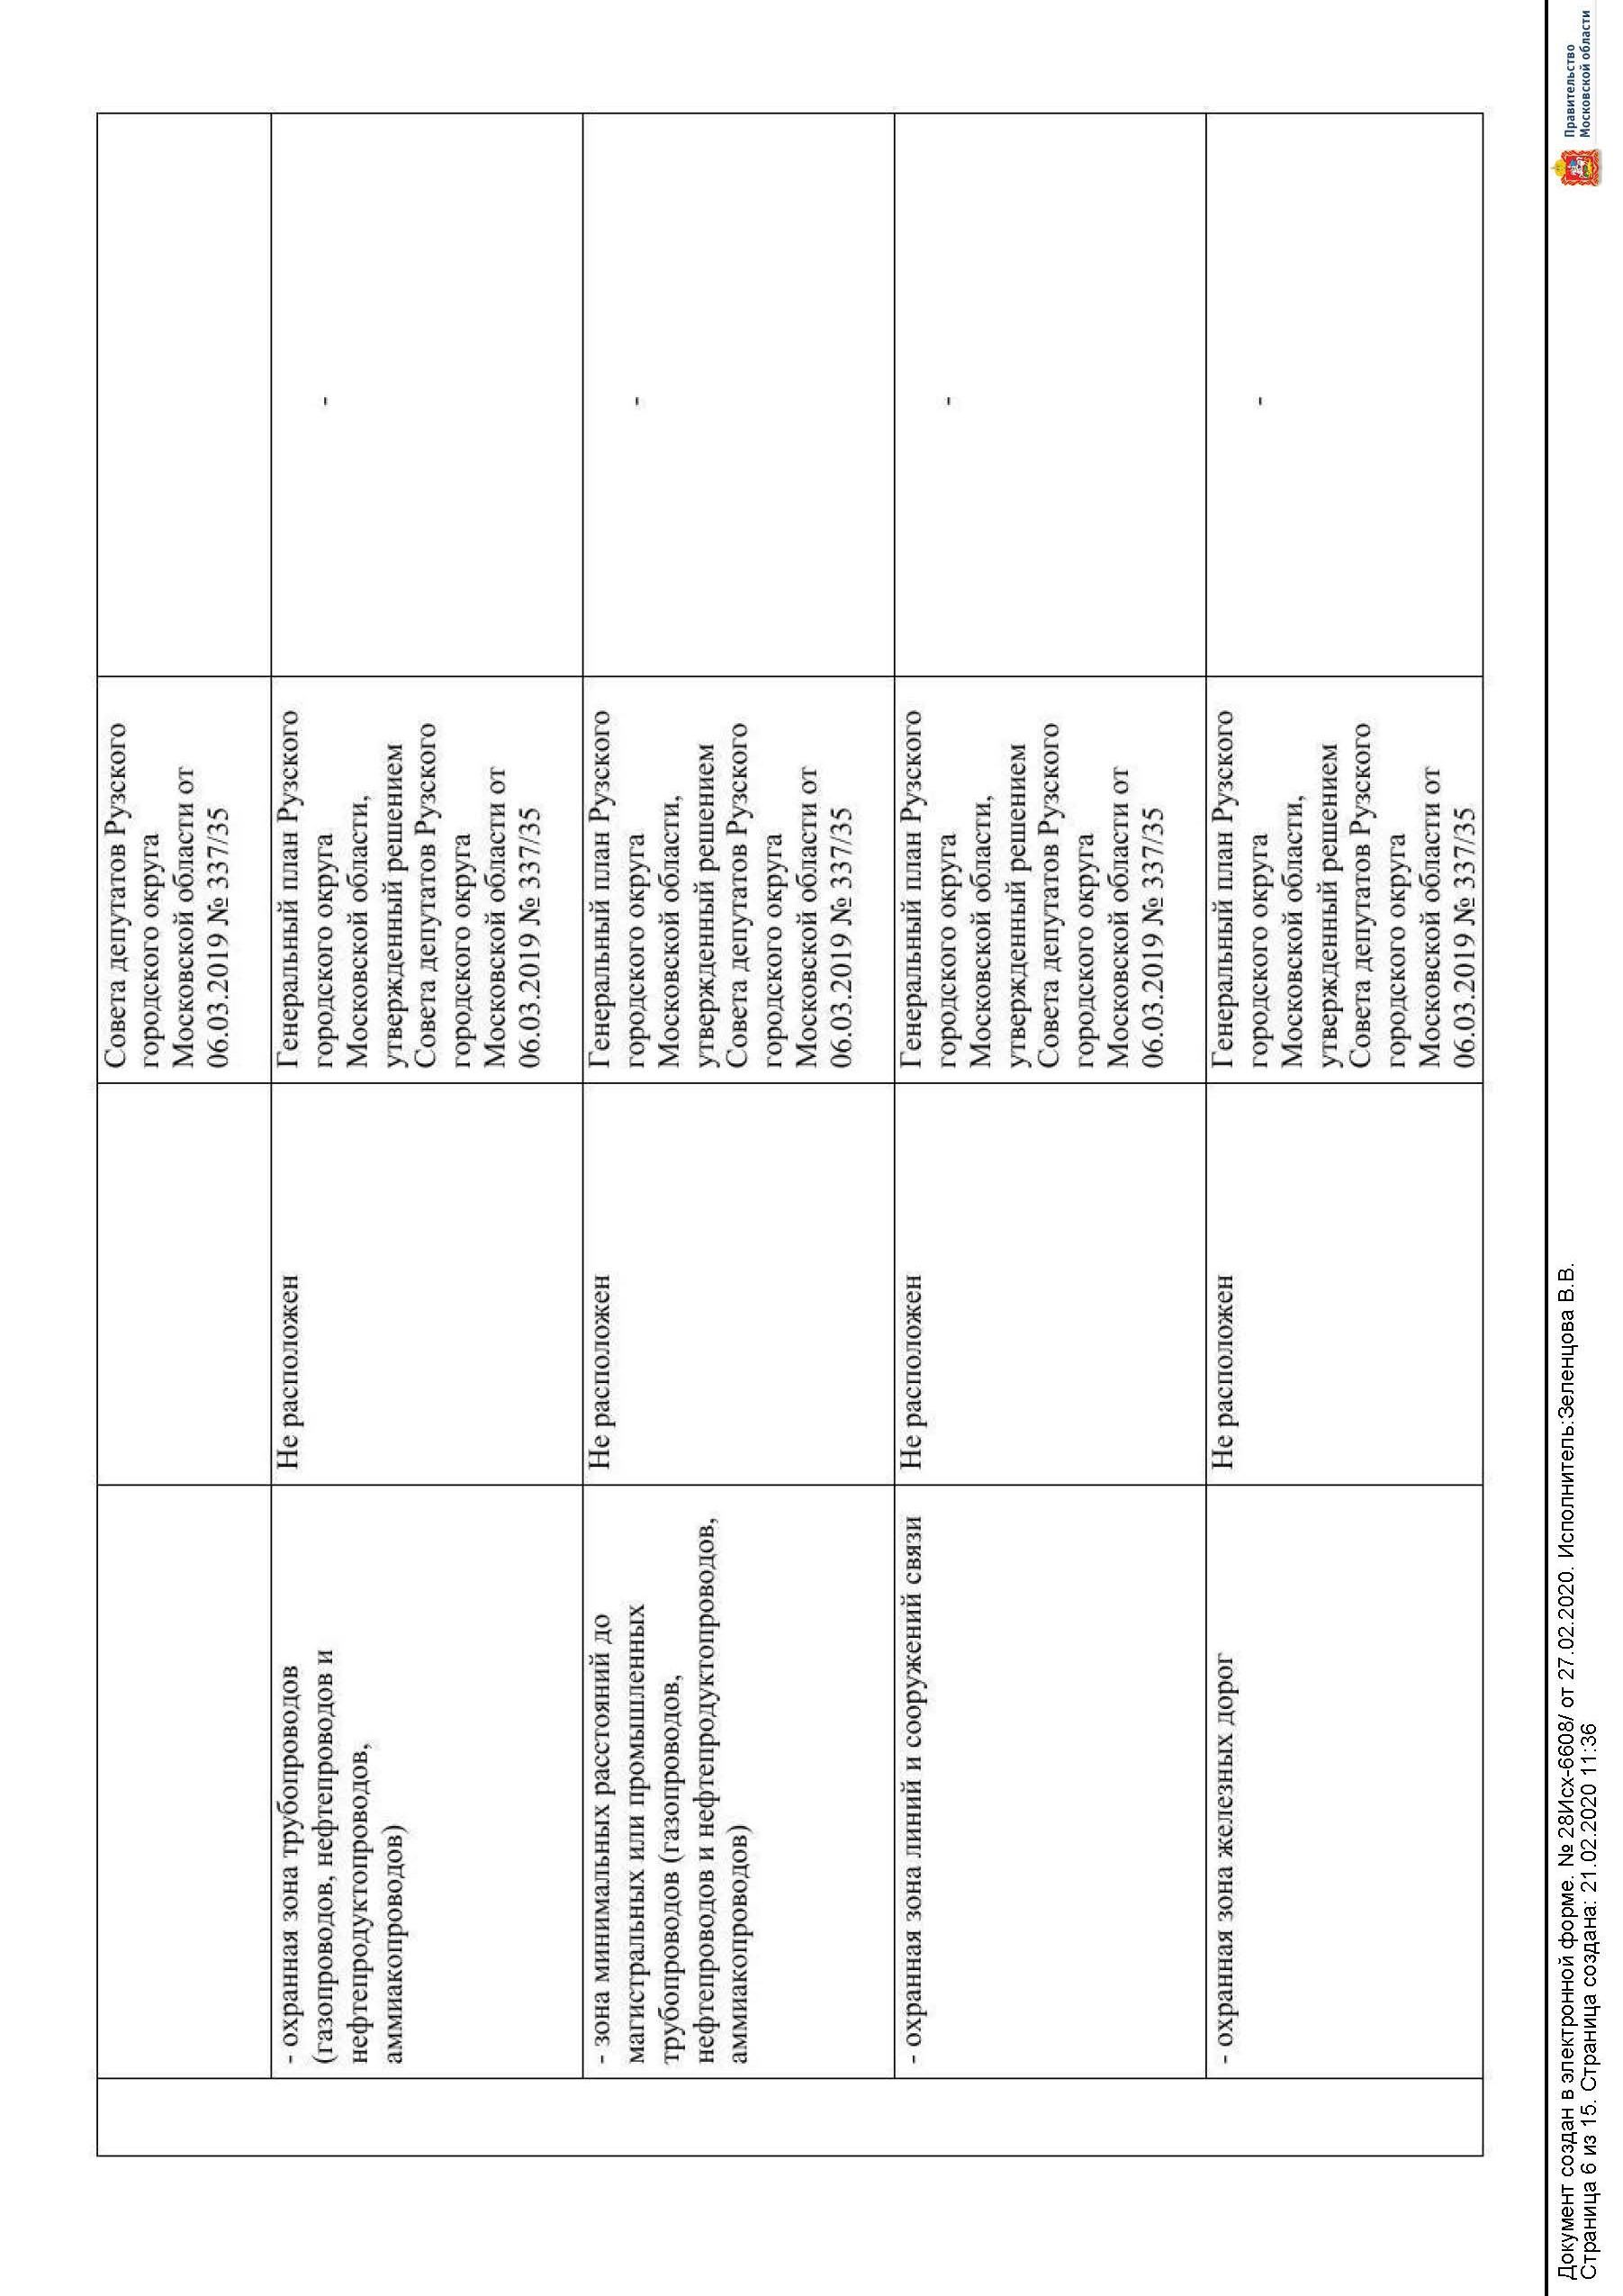 Совета депутатов Рузского
городского округа
Московской области от
06.03.2019 № 337/35
- охранная зона трубопроводов
(газопроводов, нефтепроводов и
нефтепродуктопроводов,
аммиакопроводов)
Не расположен
Генеральный план Рузского
городского округа
Московской области,
утвержденный решением
Совета депутатов Рузского
городского округа
Московской области от
06.03.2019 № 337/35
-
- зона минимальных расстояний до
магистральных или промышленных
трубопроводов (газопроводов,
нефтепроводов и нефтепродуктопроводов,
аммиакопроводов)
Не расположен
Генеральный план Рузского
городского округа
Московской области,
утвержденный решением
Совета депутатов Рузского
городского округа
Московской области от
06.03.2019 № 337/35
-
- охранная зона линий и сооружений связи
Не расположен
Генеральный план Рузского
городского округа
Московской области,
утвержденный решением
Совета депутатов Рузского
городского округа
Московской области от
06.03.2019 № 337/35
-
- охранная зона железных дорог
Не расположен
Генеральный план Рузского
городского округа
Московской области,
утвержденный решением
Совета депутатов Рузского
городского округа
Московской области от
06.03.2019 № 337/35
-
Документ создан в электронной форме. № 28Исх-6608/ от 27.02.2020. Исполнитель:Зеленцова В.В.
Страница 6 из 15. Страница создана: 21.02.2020 11:36
Правительство
Московской области